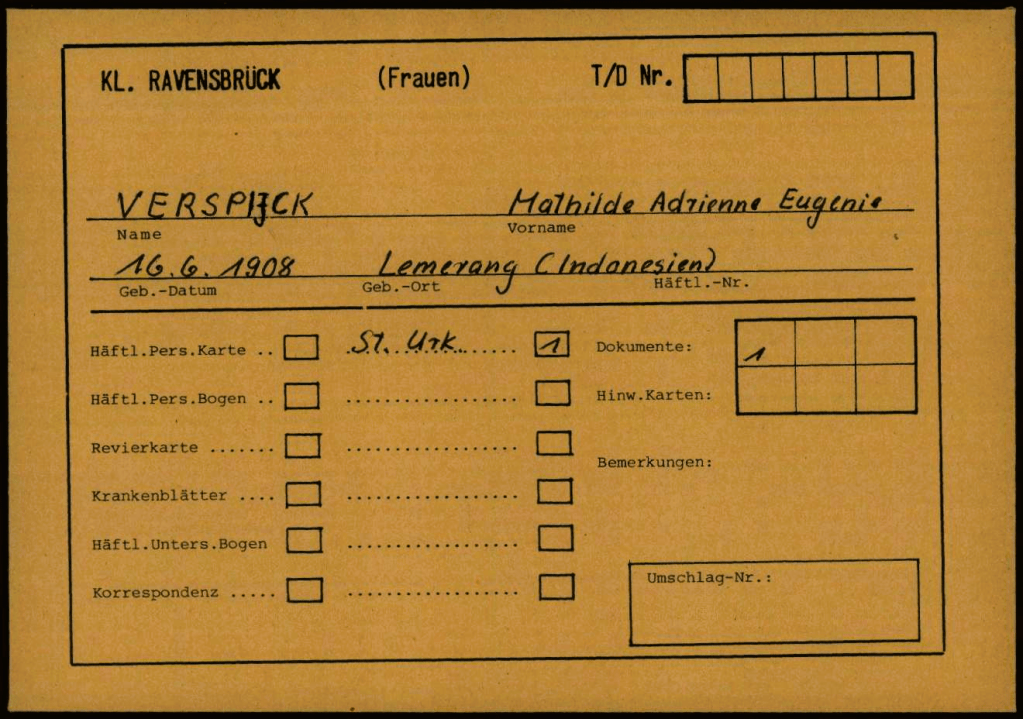 KL. RAVENSBRÜCK (Frauen) T/D Nr.
VERSPIJCK Mathilde Adrienne Eugenie
Name Vorname
16.6.1908 Lemerang (Indonesien)
Geb.-Datum Geb.-Ort Häftl.-Nr.
Häftl.Pers.Karte .. St. Urk. 1 Dokumente: 1
Häftl.Pers.Bogen .. Hinw.Karten:
Revierkarte .......
Bemerkungen:
Krankenblätter ....
Häftl.Unters.Bogen
Umschlag-Nr.:
Korrespondenz .....